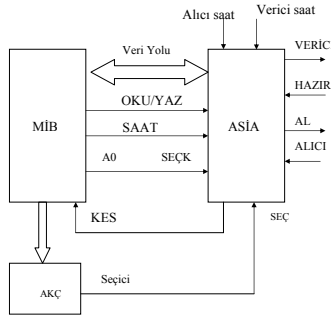 Alıcı saat
Verici saat
Veri Yolu
VERİC
OKU/YAZ
HAZIR
MİB
SAAT
ASİA
AL
A0 SEÇK
ALICI
KES
SEÇ
Seçici
AKÇ